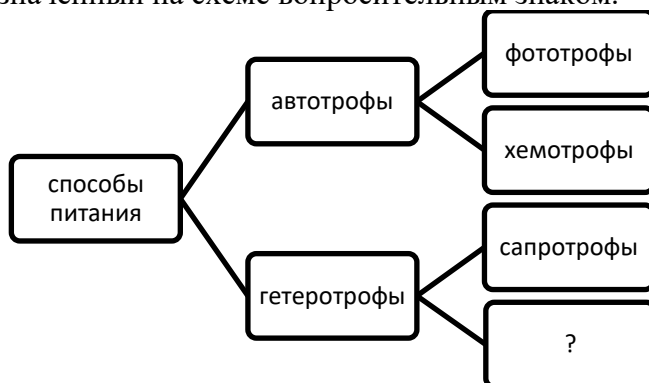 значенный на схеме вопросительным знаком.
фототрофы
автотрофы
хемотрофы
способы
питания
сапротрофы
гетеротрофы
?